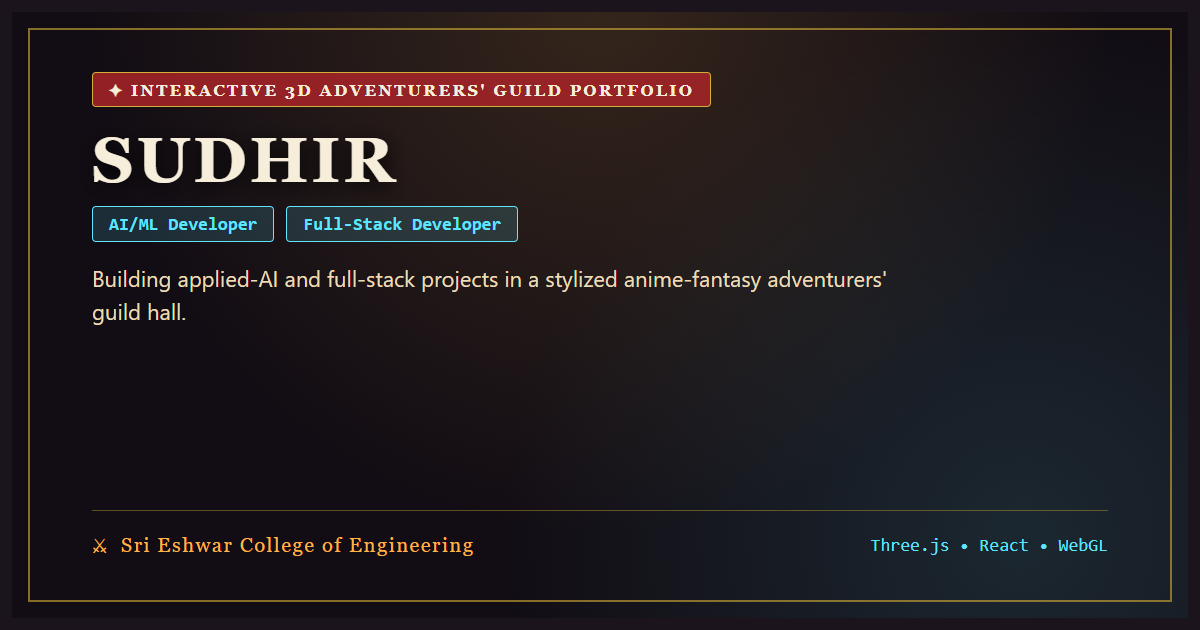 ✦ INTERACTIVE 3D ADVENTURERS' GUILD PORTFOLIO
SUDHIR
AI/ML Developer Full-Stack Developer
Building applied-AI and full-stack projects in a stylized anime-fantasy adventurers'
guild hall.
⚔ Sri Eshwar College of Engineering
Three.js • React • WebGL